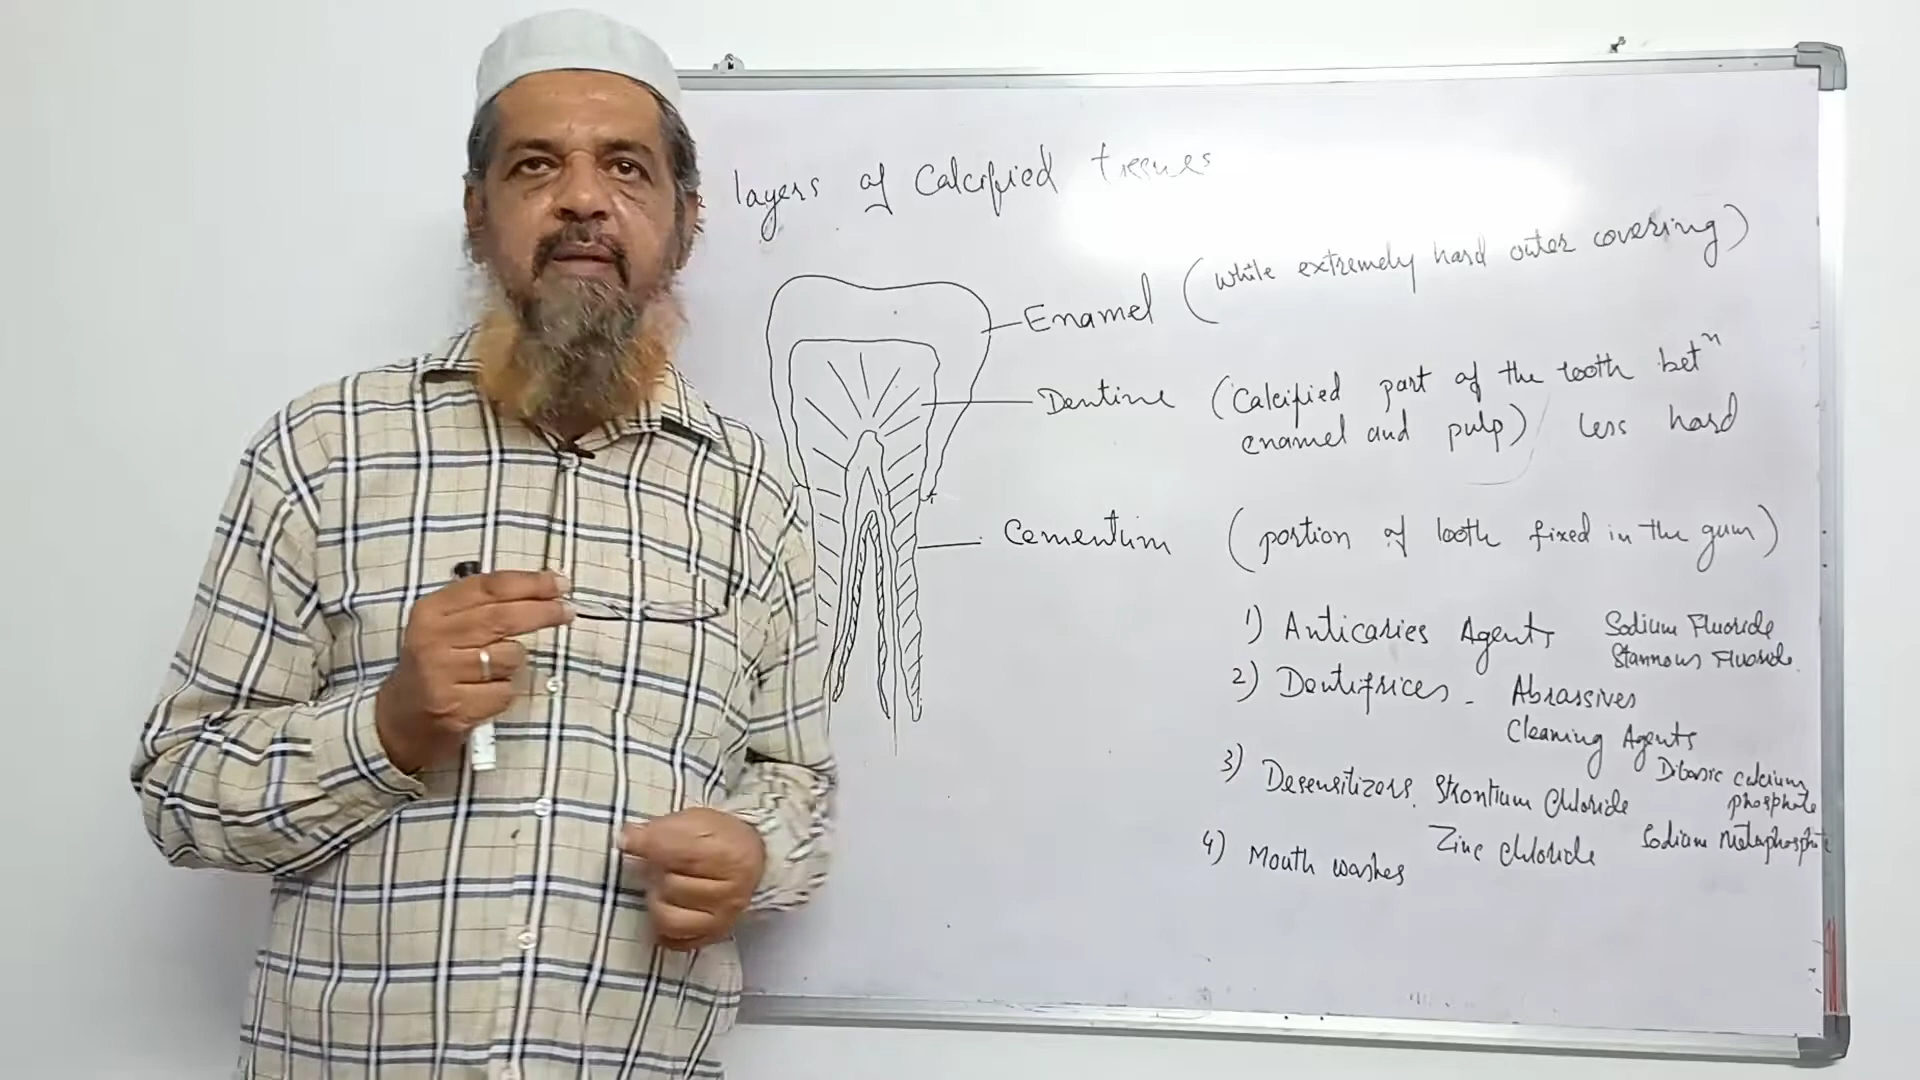 layers of Calcified tissues
Enamel (white extremely hard outer covering)
Dentine (Calcified part of the tooth betⁿ
enamel and pulp) less hard
Cementum (portion of tooth fixed in the gum)
1) Anticaries Agents Sodium Fluoride
Stannous Fluoride
2) Dentifrices - Abrassives
Cleaning Agents
Dibasic calcium
phosphate
3) Desensitizers. Strontium Chloride
Zinc chloride Sodium Metaphosphate
4) Mouth washes